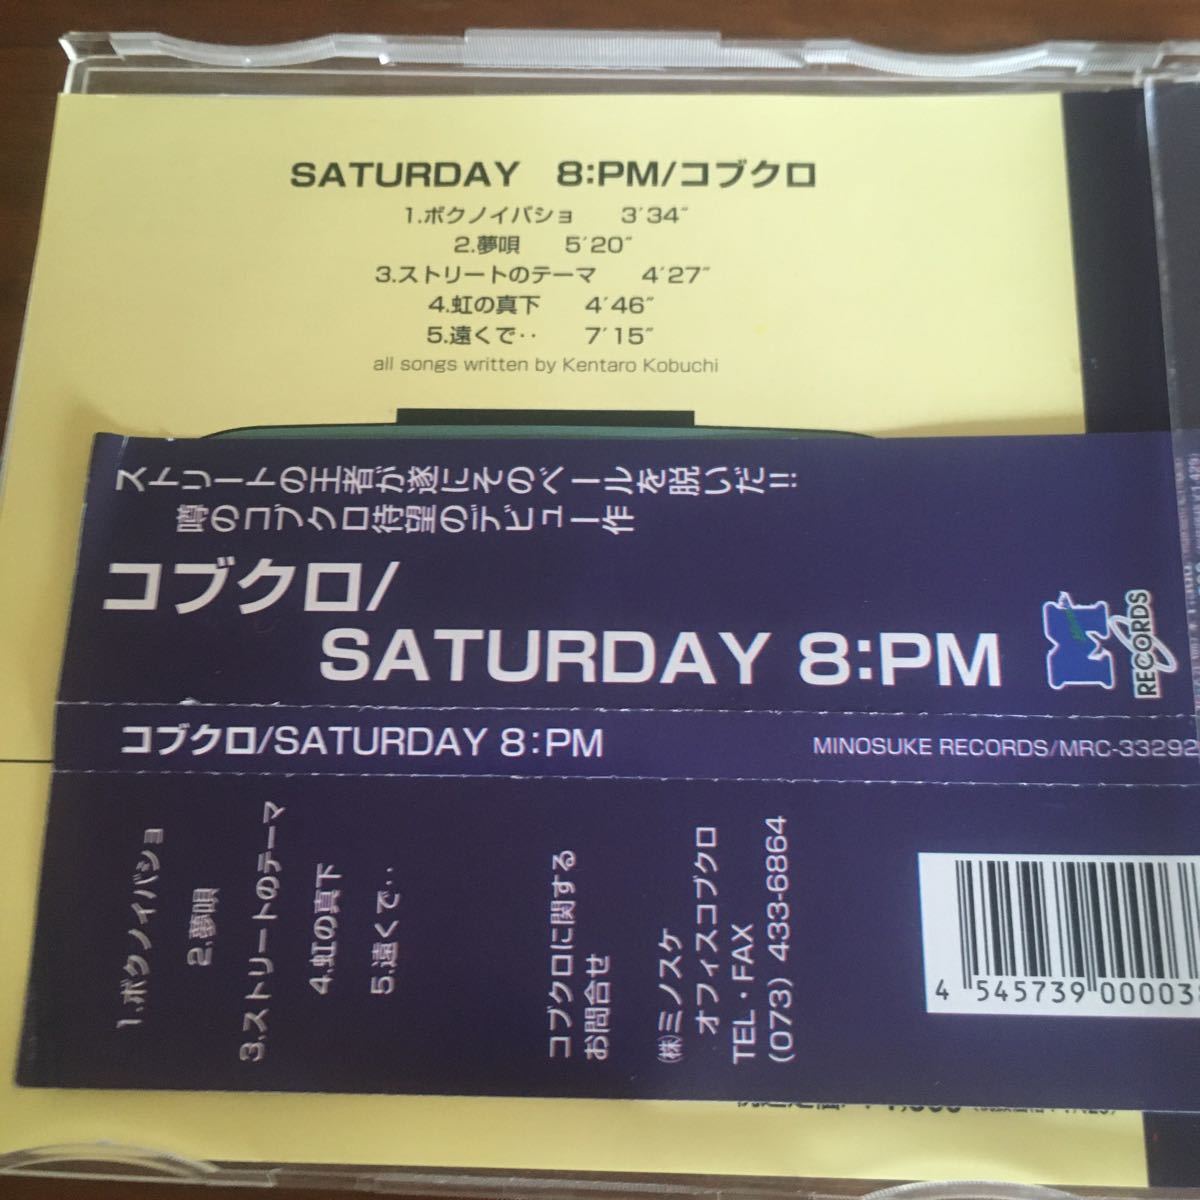 SATURDAY 8:PM/コブクロ
1.ボクノイバショ 3'34"
2.夢唄 5'20"
3.ストリートのテーマ 4'27"
4.虹の真下 4'46"
5.遠くで‥ 7'15"
all songs written by Kentaro Kobuchi
ストリートの王者が遂にそのベールを脱いだ!!
噂のコブクロ待望のデビュー作
コブクロ/
SATURDAY 8:PM
M
RECORDS
コブクロ/SATURDAY 8:PM
MINOSUKE RECORDS/MRC-33292
1.ボクノイバショ
2.夢唄
3.ストリートのテーマ
4.虹の真下
5.遠くで‥
コブクロに関する
お問合せ
㈱ミノスケ
オフィスコブクロ
TEL・FAX
(073) 433-6864
4 545739 00003